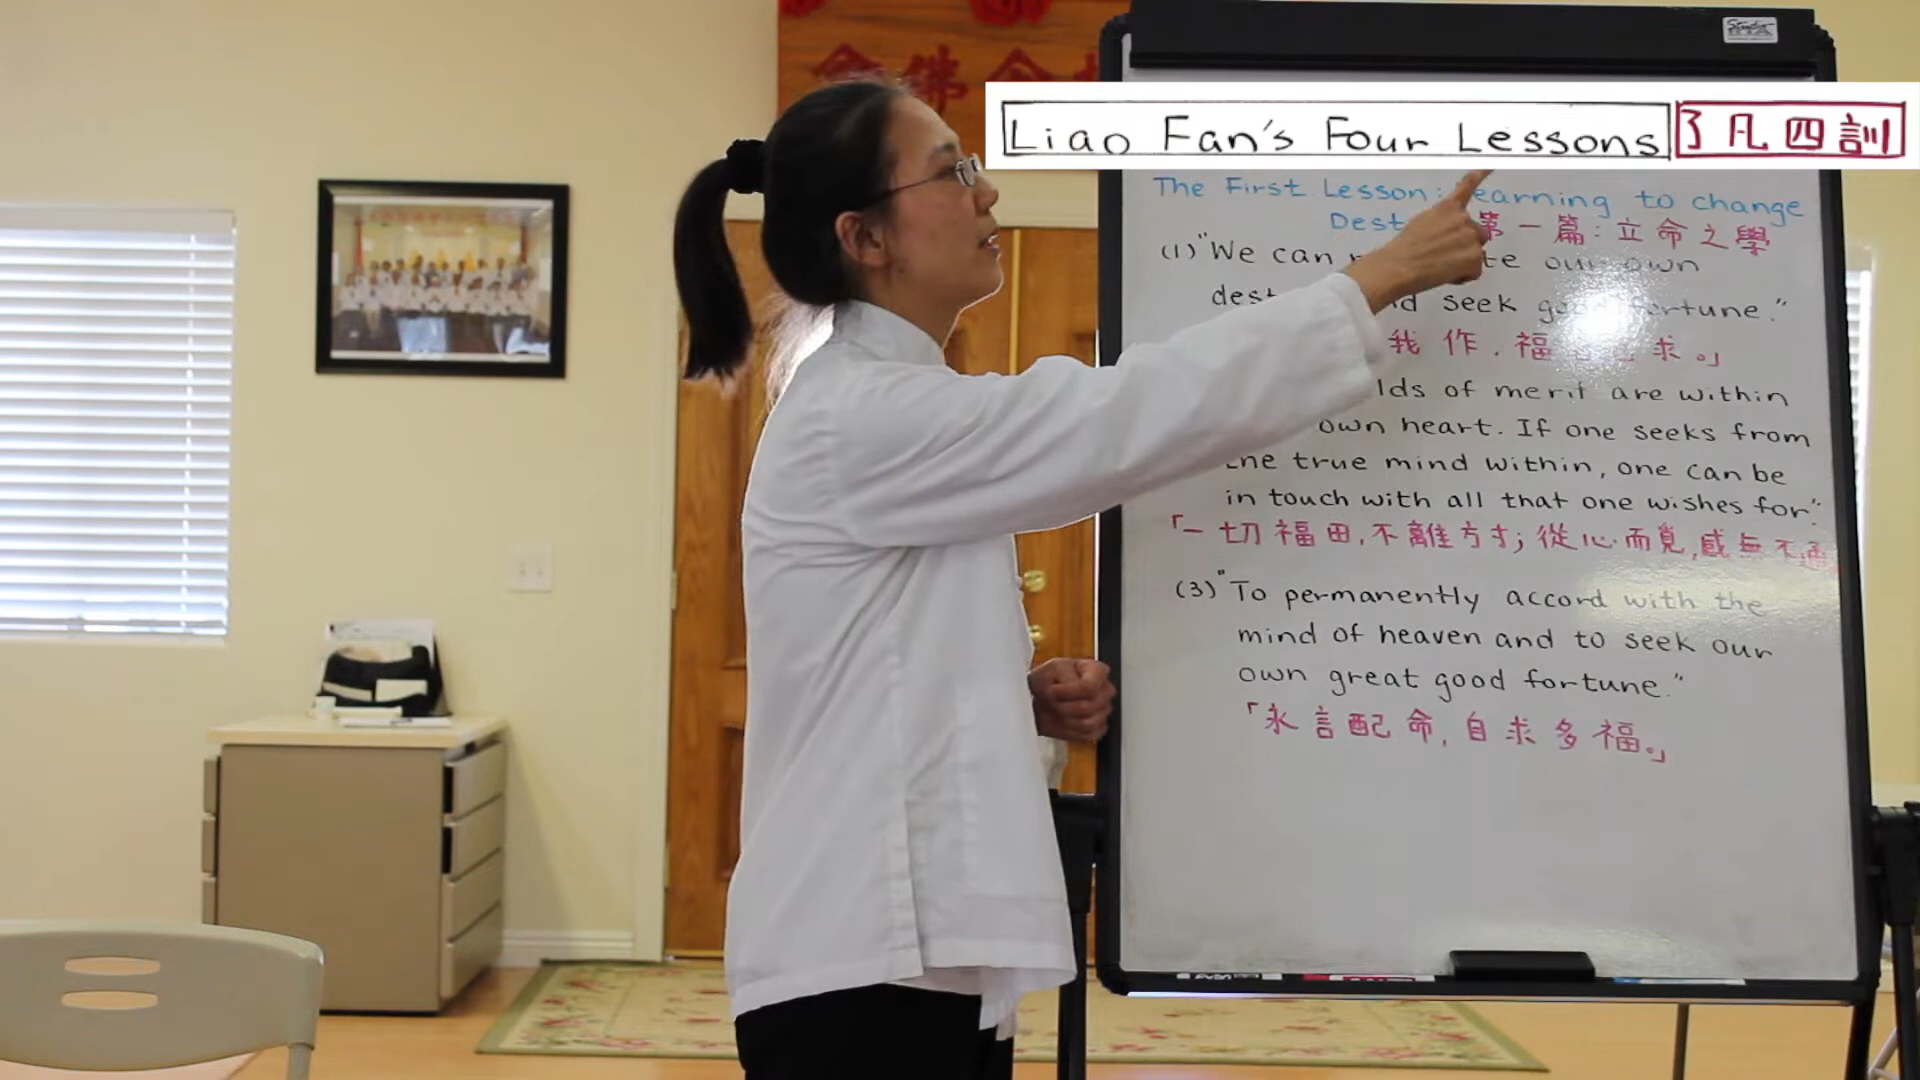 佛
Liao Fan's Four Lessons 了凡四訓
The First Lesson: earning to change
Dest 第一篇:立命之學
(1) "We can te our own
dest d seek good fortune."
我作.福 己求。」
lds of merit are within
own heart. If one seeks from
the true mind within, one can be
in touch with all that one wishes for."
「一切福田,不離方寸;從心而覓,感無不通
(3) "To permanently accord with the
mind of heaven and to seek our
own great good fortune."
「永言配命,自求多福。」